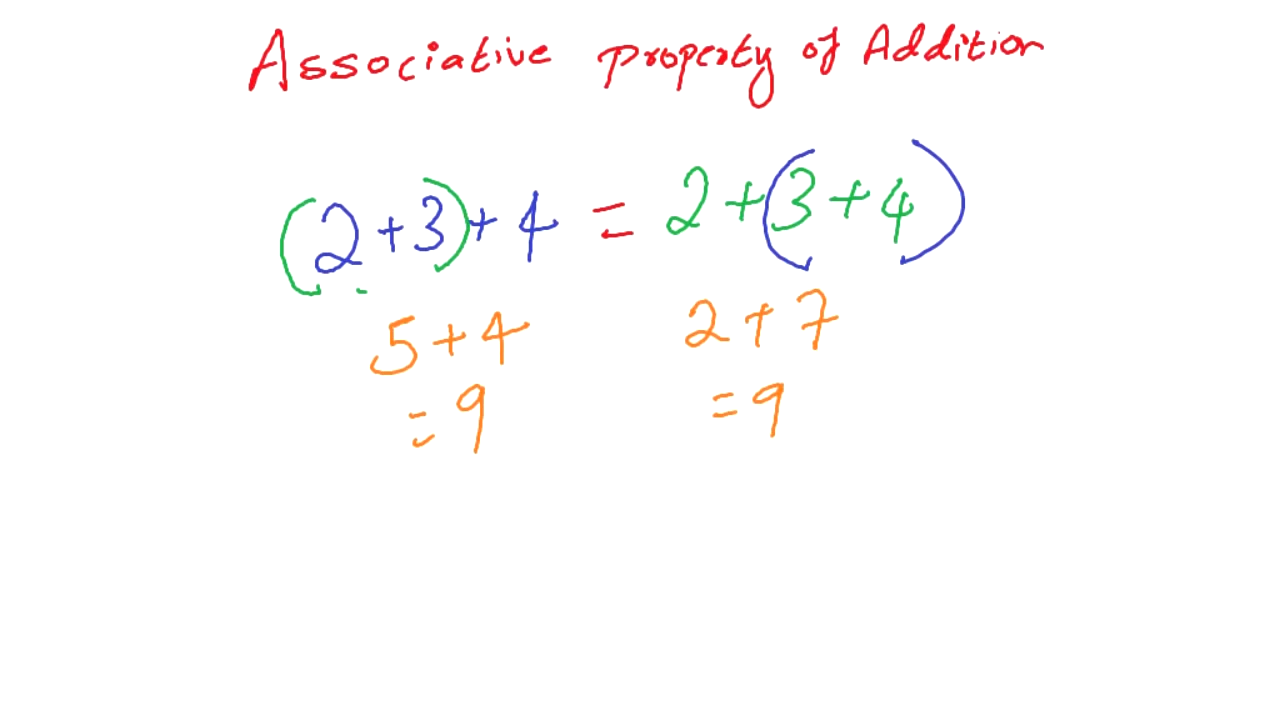 Associative property of Addition
(2+3)+4 = 2+(3+4)
5+4 2+7
=9 =9